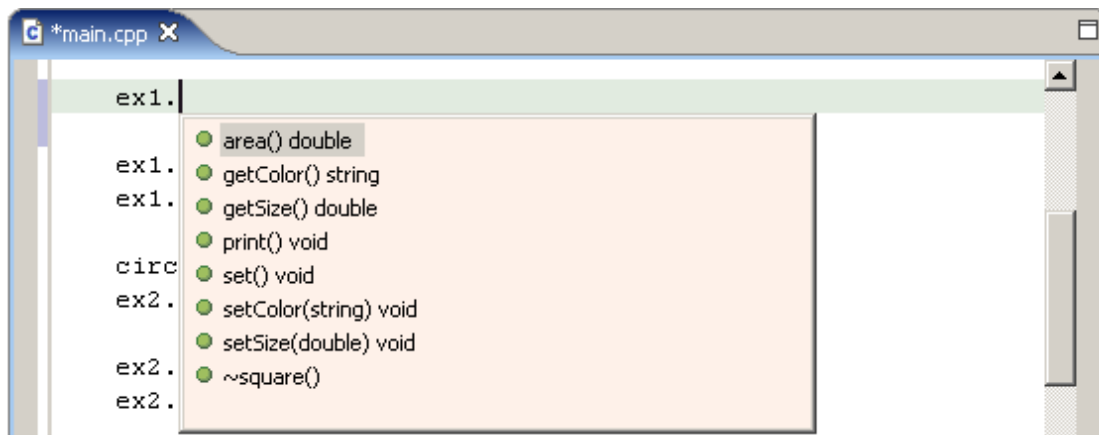 *main.cpp
ex1.
area() double
getColor() string
getSize() double
print() void
set() void
setColor(string) void
setSize(double) void
~square()
ex1.
ex1.
circ
ex2.
ex2.
ex2.